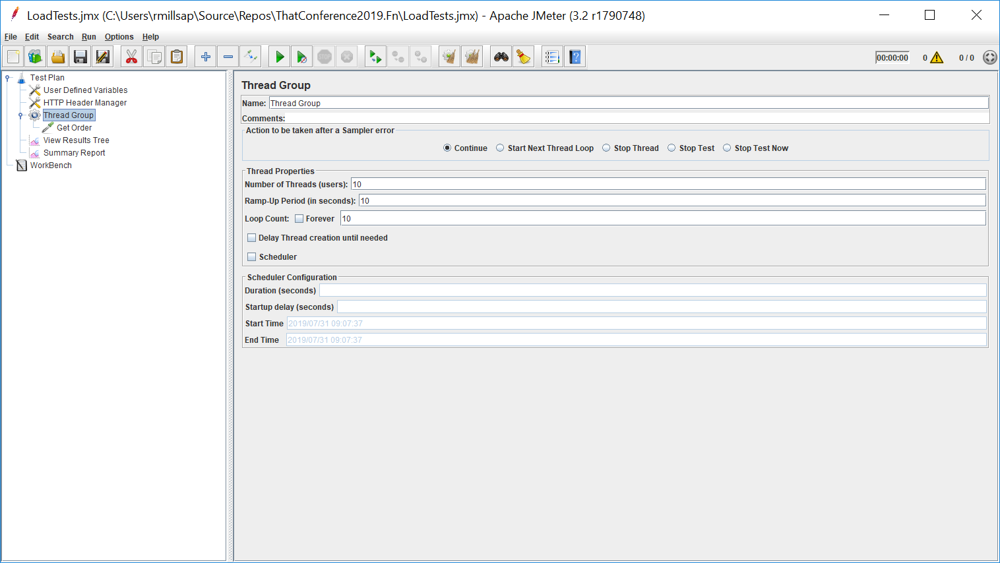 LoadTests.jmx (C:\Users\rmillsap\Source\Repos\ThatConference2019.Fn\LoadTests.jmx) - Apache JMeter (3.2 r1790748)
File Edit Search Run Options Help
STOP 00:00:00 0 0 / 0
Test Plan
User Defined Variables
HTTP Header Manager
Thread Group
Get Order
View Results Tree
Summary Report
WorkBench
Thread Group
Name: Thread Group
Comments:
Action to be taken after a Sampler error
Continue Start Next Thread Loop Stop Thread Stop Test Stop Test Now
Thread Properties
Number of Threads (users): 10
Ramp-Up Period (in seconds): 10
Loop Count: Forever 10
Delay Thread creation until needed
Scheduler
Scheduler Configuration
Duration (seconds)
Startup delay (seconds)
Start Time 2019/07/31 09:07:37
End Time 2019/07/31 09:07:37